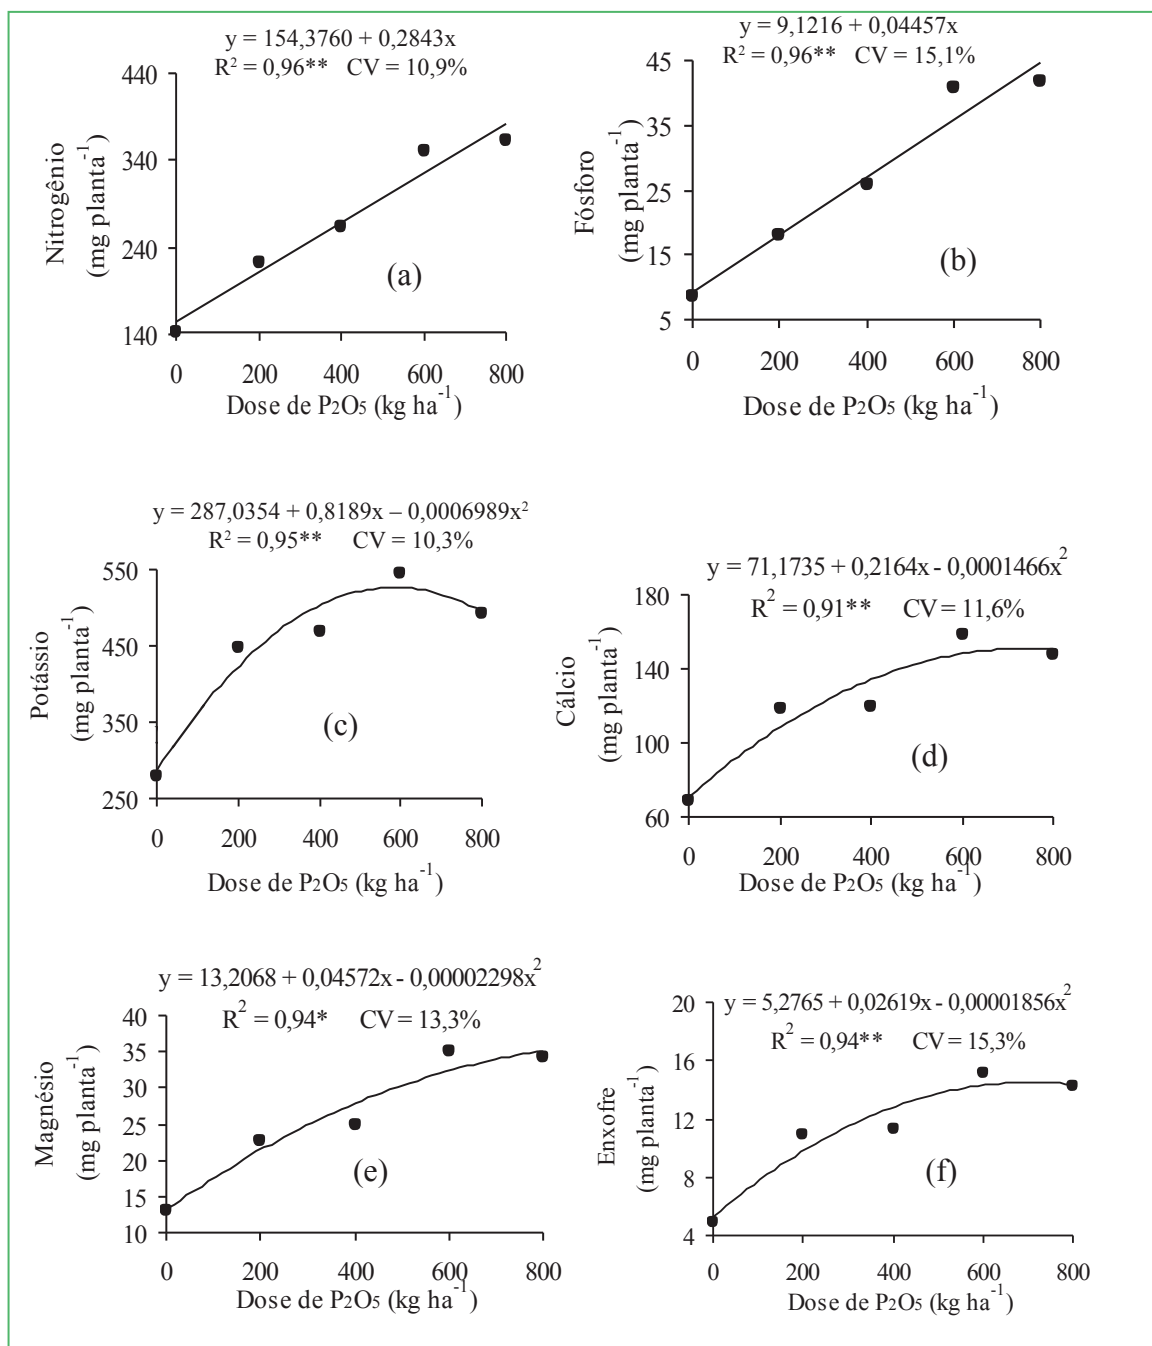 y = 154,3760 + 0,2843x
R² = 0,96** CV = 10,9%
440
340
240
140
Nitrogênio
(mg planta⁻¹)
(a)
0 200 400 600 800
Dose de P₂O₅ (kg ha⁻¹)
y = 9,1216 + 0,04457x
R² = 0,96** CV = 15,1%
45
35
25
15
5
Fósforo
(mg planta⁻¹)
(b)
0 200 400 600 800
Dose de P₂O₅ (kg ha⁻¹)
y = 287,0354 + 0,8189x – 0,0006989x²
R² = 0,95** CV = 10,3%
550
450
350
250
Potássio
(mg planta⁻¹)
(c)
0 200 400 600 800
Dose de P₂O₅ (kg ha⁻¹)
y = 71,1735 + 0,2164x - 0,0001466x²
R² = 0,91** CV = 11,6%
180
140
100
60
Cálcio
(mg planta⁻¹)
(d)
0 200 400 600 800
Dose de P₂O₅ (kg ha⁻¹)
y = 13,2068 + 0,04572x - 0,00002298x²
R² = 0,94* CV = 13,3%
40
35
30
25
20
15
10
Magnésio
(mg planta⁻¹)
(e)
0 200 400 600 800
Dose de P₂O₅ (kg ha⁻¹)
y = 5,2765 + 0,02619x - 0,00001856x²
R² = 0,94** CV = 15,3%
20
16
12
8
4
Enxofre
(mg planta⁻¹)
(f)
0 200 400 600 800
Dose de P₂O₅ (kg ha⁻¹)